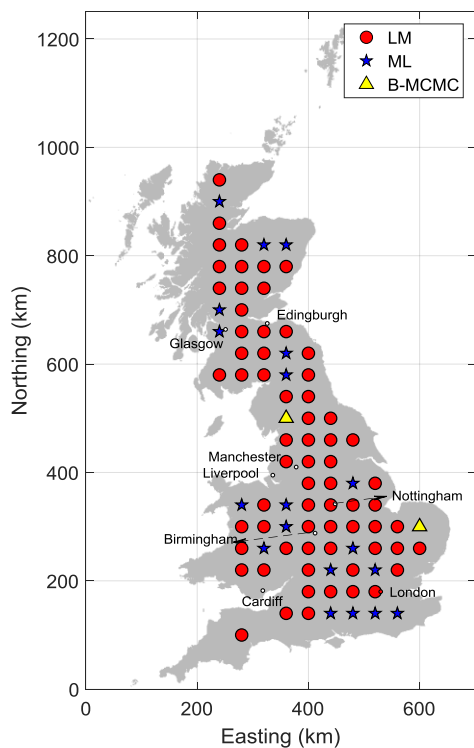 1200
1000
800
600
400
200
0
0
200
400
600
Northing (km)
Easting (km)
LM
ML
B-MCMC
Edingburgh
Glasgow
Manchester
Liverpool
Nottingham
Birmingham
Cardiff
London